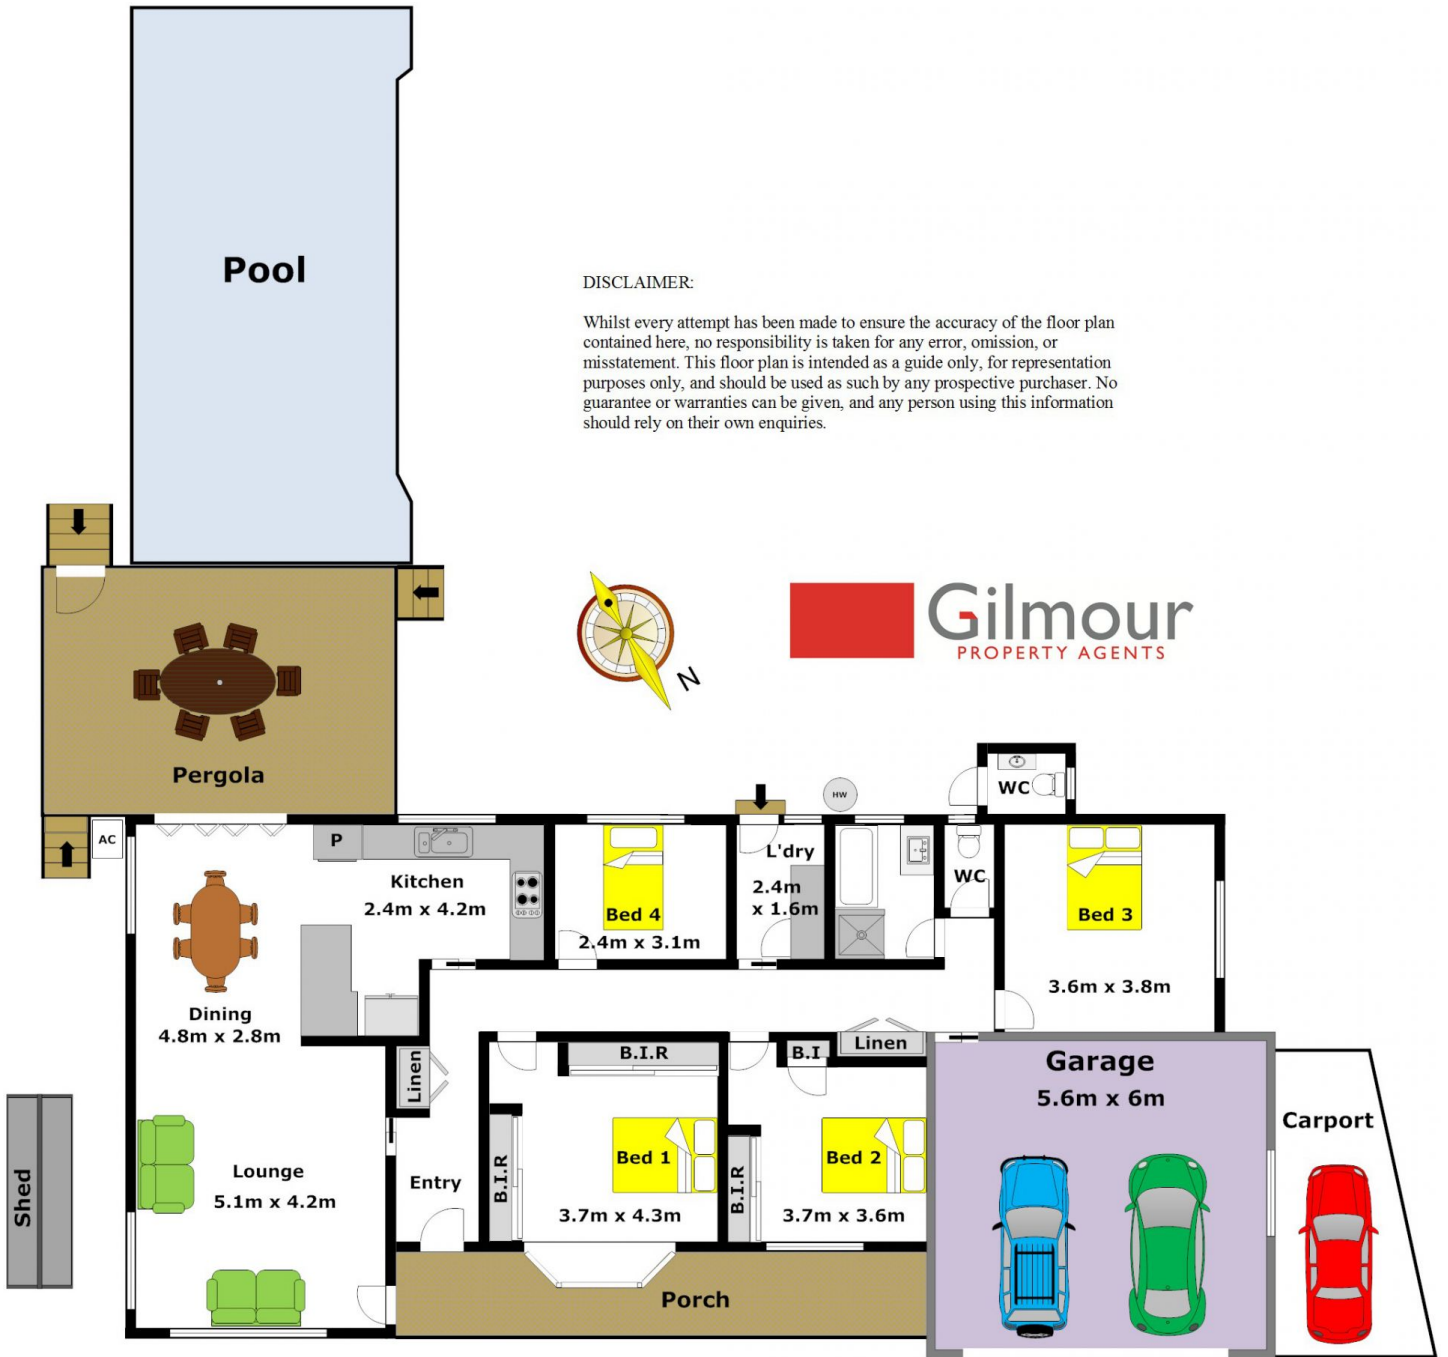 Pool
DISCLAIMER:
Whilst every attempt has been made to ensure the accuracy of the floor plan
contained here, no responsibility is taken for any error, omission, or
misstatement. This floor plan is intended as a guide only, for representation
purposes only, and should be used as such by any prospective purchaser. No
guarantee or warranties can be given, and any person using this information
should rely on their own enquiries.
Gilmour
PROPERTY AGENTS
N
Pergola
AC
P
Kitchen
2.4m x 4.2m
Bed 4
2.4m x 3.1m
L'dry
2.4m
x 1.6m
HW
WC
WC
Bed 3
3.6m x 3.8m
Dining
4.8m x 2.8m
Linen
B.I.R
B.I
Linen
Garage
5.6m x 6m
Carport
Shed
Lounge
5.1m x 4.2m
Entry
B.I.R
Bed 1
3.7m x 4.3m
B.I.R
Bed 2
3.7m x 3.6m
Porch